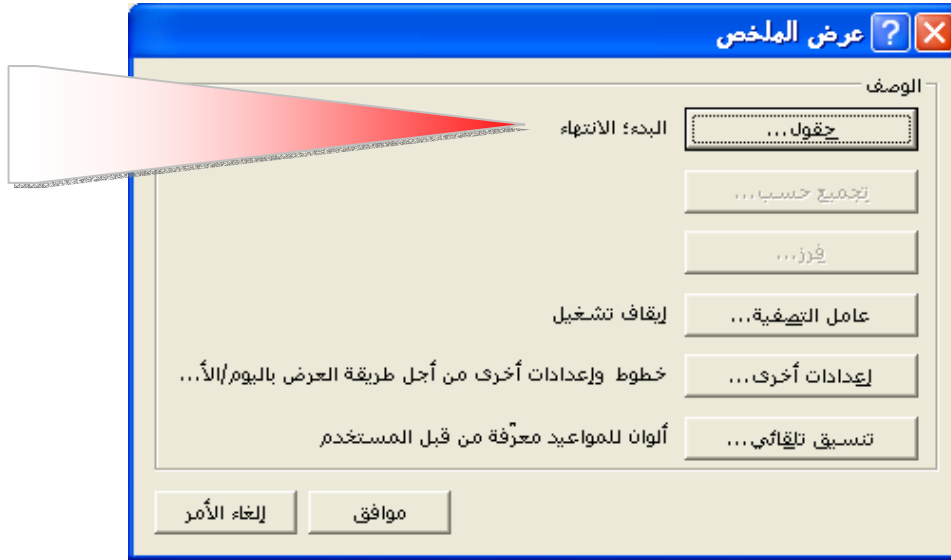 عرض الملخص
الوصف
حقول... البدء؛ الانتهاء
تجميع حسب...
فرز...
عامل التصفية... إيقاف تشغيل
إعدادات أخرى... خطوط وإعدادات أخرى من أجل طريقة العرض باليوم/الأ...
تنسيق تلقائي... ألوان للمواعيد معرّفة من قبل المستخدم
موافق إلغاء الأمر